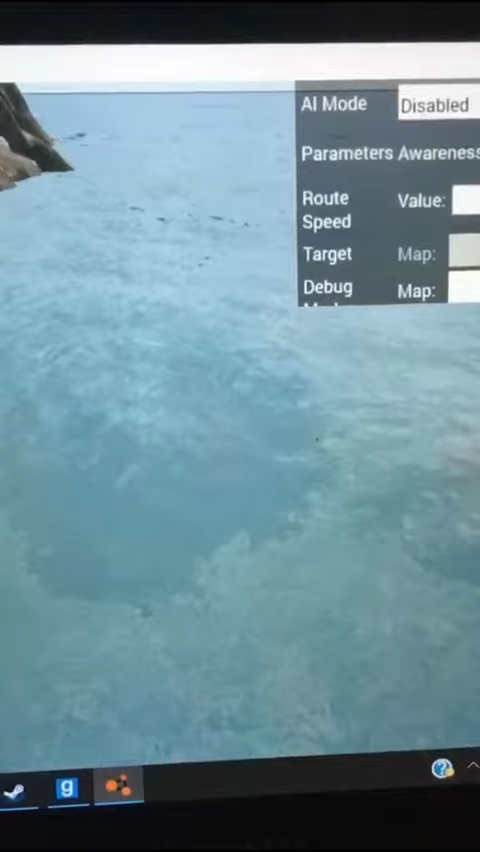 AI Mode Disabled
Parameters Awareness
Route Speed Value:
Target Map:
Debug Map: